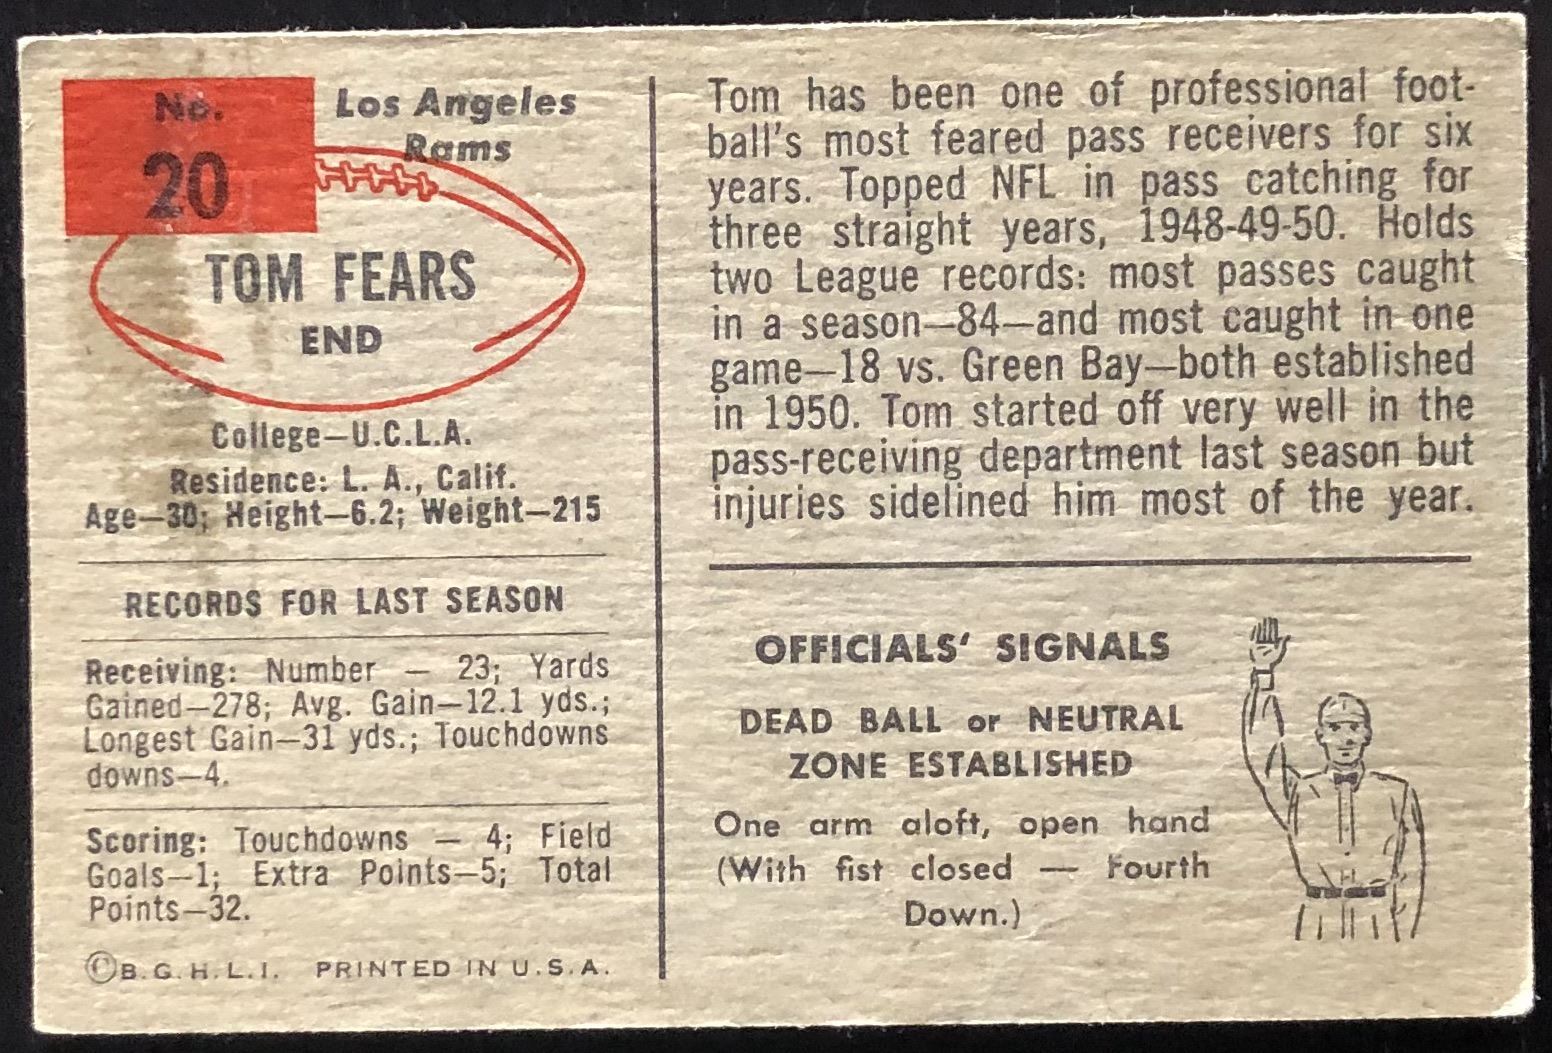 No.
20
Los Angeles
Rams
TOM FEARS
END
College—U.C.L.A.
Residence: L. A., Calif.
Age—30; Height—6.2; Weight—215
RECORDS FOR LAST SEASON
Receiving: Number — 23; Yards
Gained—278; Avg. Gain—12.1 yds.;
Longest Gain—31 yds.; Touchdowns
downs—4.
Scoring: Touchdowns — 4; Field
Goals—1; Extra Points—5; Total
Points—32.
©B.G.H.L.I. PRINTED IN U.S.A.
Tom has been one of professional foot-
ball's most feared pass receivers for six
years. Topped NFL in pass catching for
three straight years, 1948-49-50. Holds
two League records: most passes caught
in a season—84—and most caught in one
game—18 vs. Green Bay—both established
in 1950. Tom started off very well in the
pass-receiving department last season but
injuries sidelined him most of the year.
OFFICIALS' SIGNALS
DEAD BALL or NEUTRAL
ZONE ESTABLISHED
One arm aloft, open hand
(With fist closed — Fourth
Down.)